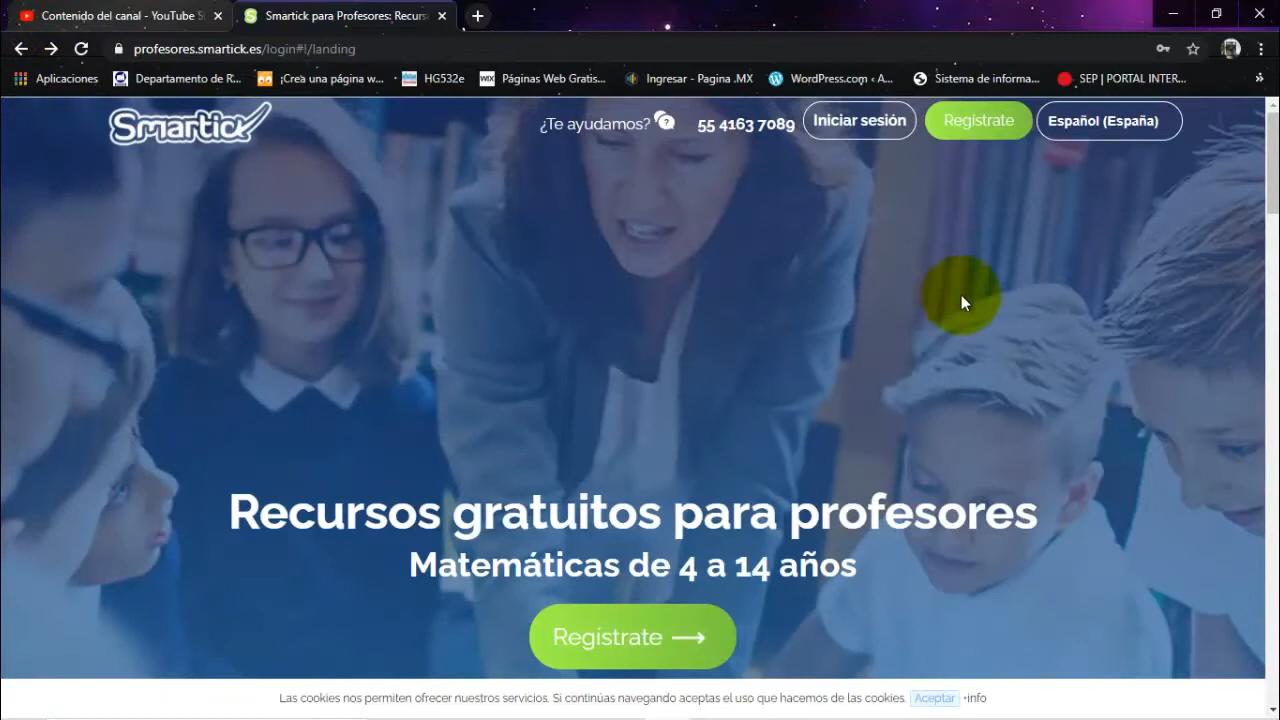 Contenido del canal - YouTube S
Smartick para Profesores: Recurs
profesores.smartick.es/login#!/landing
Aplicaciones
Departamento de R...
¡Crea una página w...
HG532e
WIX
Páginas Web Gratis...
Ingresar - Pagina .MX
WordPress.com ‹ A...
Sistema de informa...
SEP | PORTAL INTER...
»
Smartick
¿Te ayudamos?
55 4163 7089
Iniciar sesión
Regístrate
Español (España)
Recursos gratuitos para profesores
Matemáticas de 4 a 14 años
Regístrate
Las cookies nos permiten ofrecer nuestros servicios. Si continúas navegando aceptas el uso que hacemos de las cookies. Aceptar +info